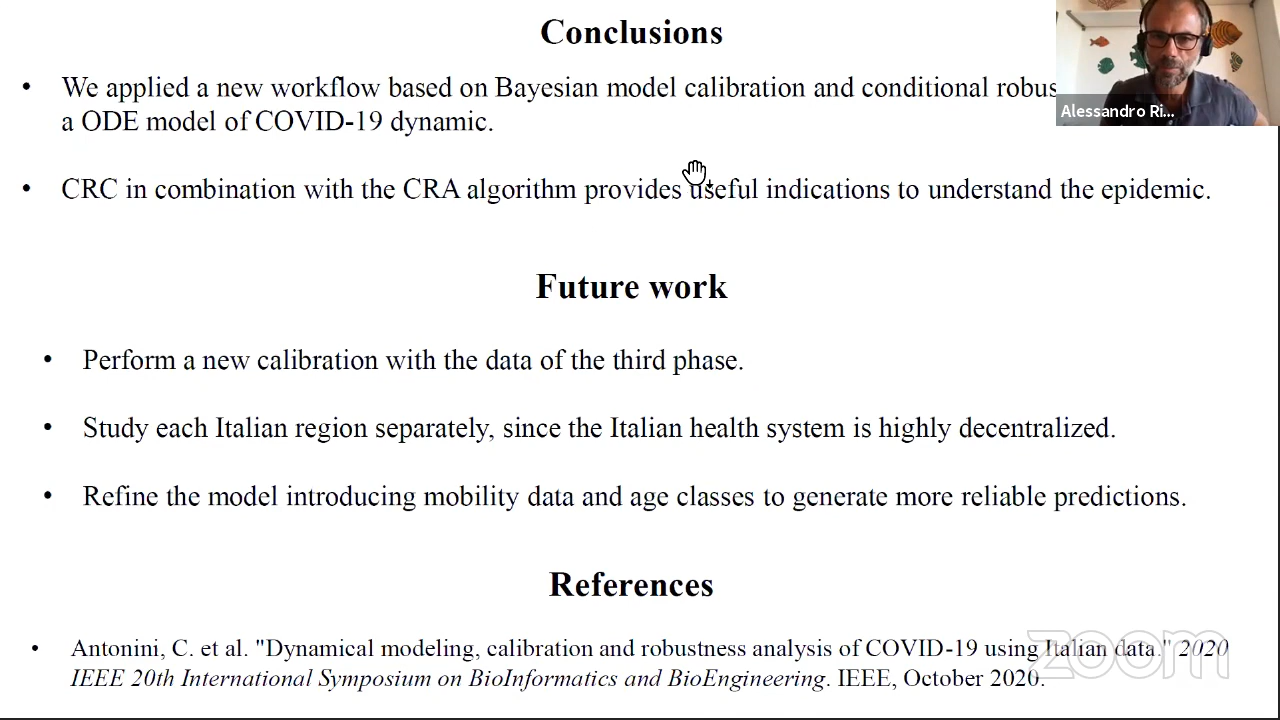 Conclusions
• We applied a new workflow based on Bayesian model calibration and conditional
a ODE model of COVID-19 dynamic.
Alessandro Ri...
• CRC in combination with the CRA algorithm provides useful indications to understand the epidemic.
Future work
• Perform a new calibration with the data of the third phase.
• Study each Italian region separately, since the Italian health system is highly decentralized.
• Refine the model introducing mobility data and age classes to generate more reliable predictions.
References
• Antonini, C. et al. "Dynamical modeling, calibration and robustness analysis of COVID-19 using Italian data." 2020
IEEE 20th International Symposium on BioInformatics and BioEngineering. IEEE, October 2020.
zoom